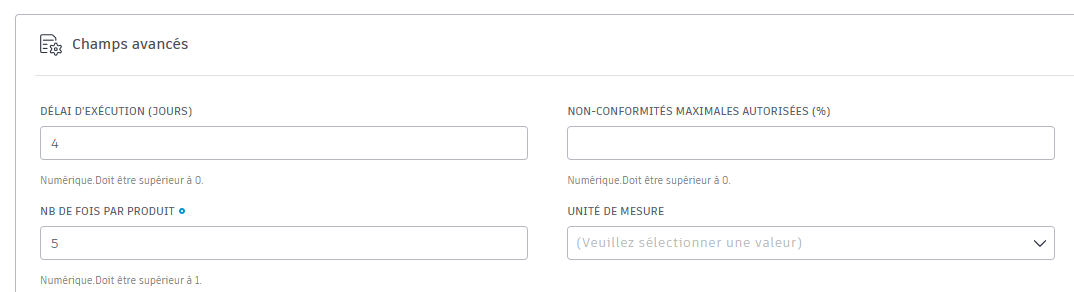 Champs avancés
DÉLAI D'EXÉCUTION (JOURS)
NON-CONFORMITÉS MAXIMALES AUTORISÉES (%)
4
Numérique.Doit être supérieur à 0.
Numérique.Doit être supérieur à 0.
NB DE FOIS PAR PRODUIT
UNITÉ DE MESURE
5
(Veuillez sélectionner une valeur)
Numérique.Doit être supérieur à 1.